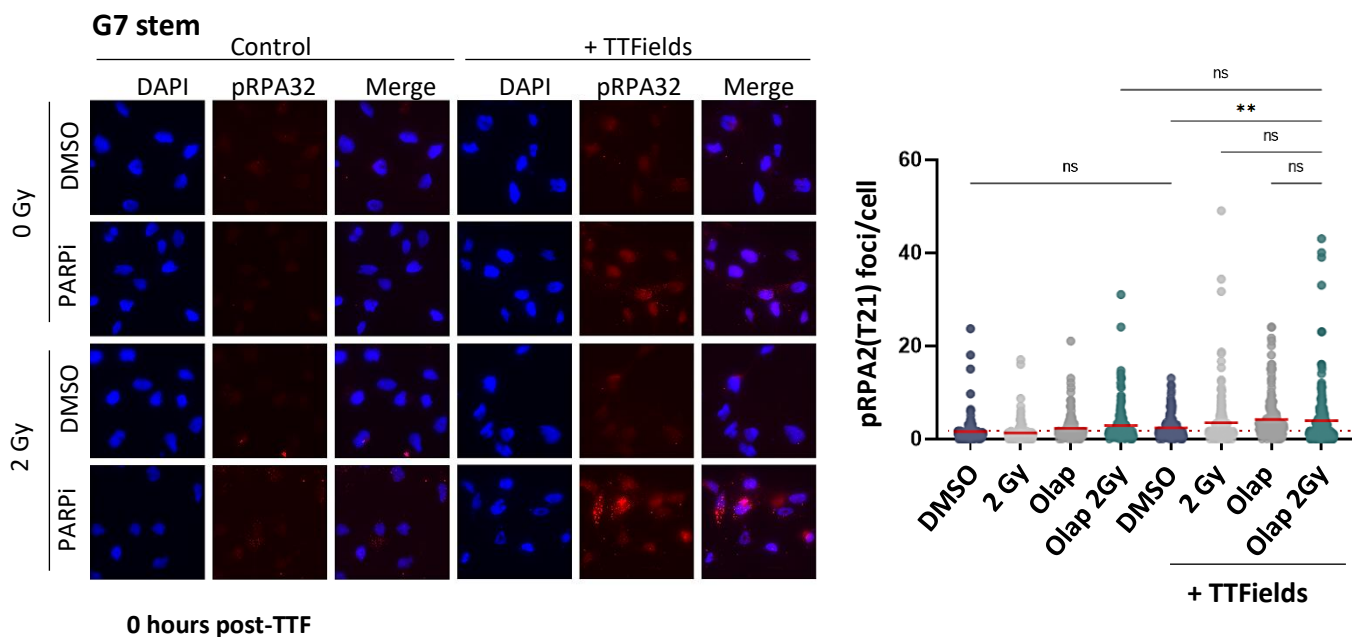 G7 stem
Control
+ TTFields
DAPI pRPA32 Merge DAPI pRPA32 Merge
0 Gy
DMSO
PARPi
2 Gy
DMSO
PARPi
0 hours post-TTF
ns
**
ns
ns
ns
pRPA2(T21) foci/cell
60
40
20
0
DMSO
2 Gy
Olap
Olap 2Gy
DMSO
2 Gy
Olap
Olap 2Gy
+ TTFields